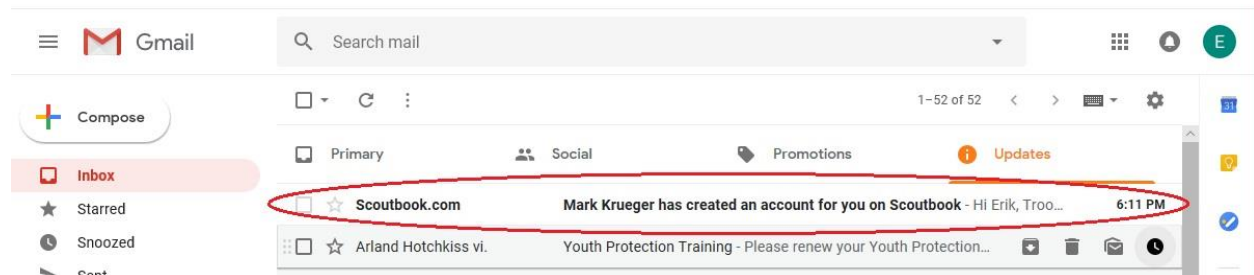 Gmail
Search mail
E
Compose
1–52 of 52
31
Primary
Social
Promotions
Updates
Inbox
Starred
Scoutbook.com Mark Krueger has created an account for you on Scoutbook - Hi Erik, Troo... 6:11 PM
Snoozed
Arland Hotchkiss vi. Youth Protection Training - Please renew your Youth Protection...
Sent